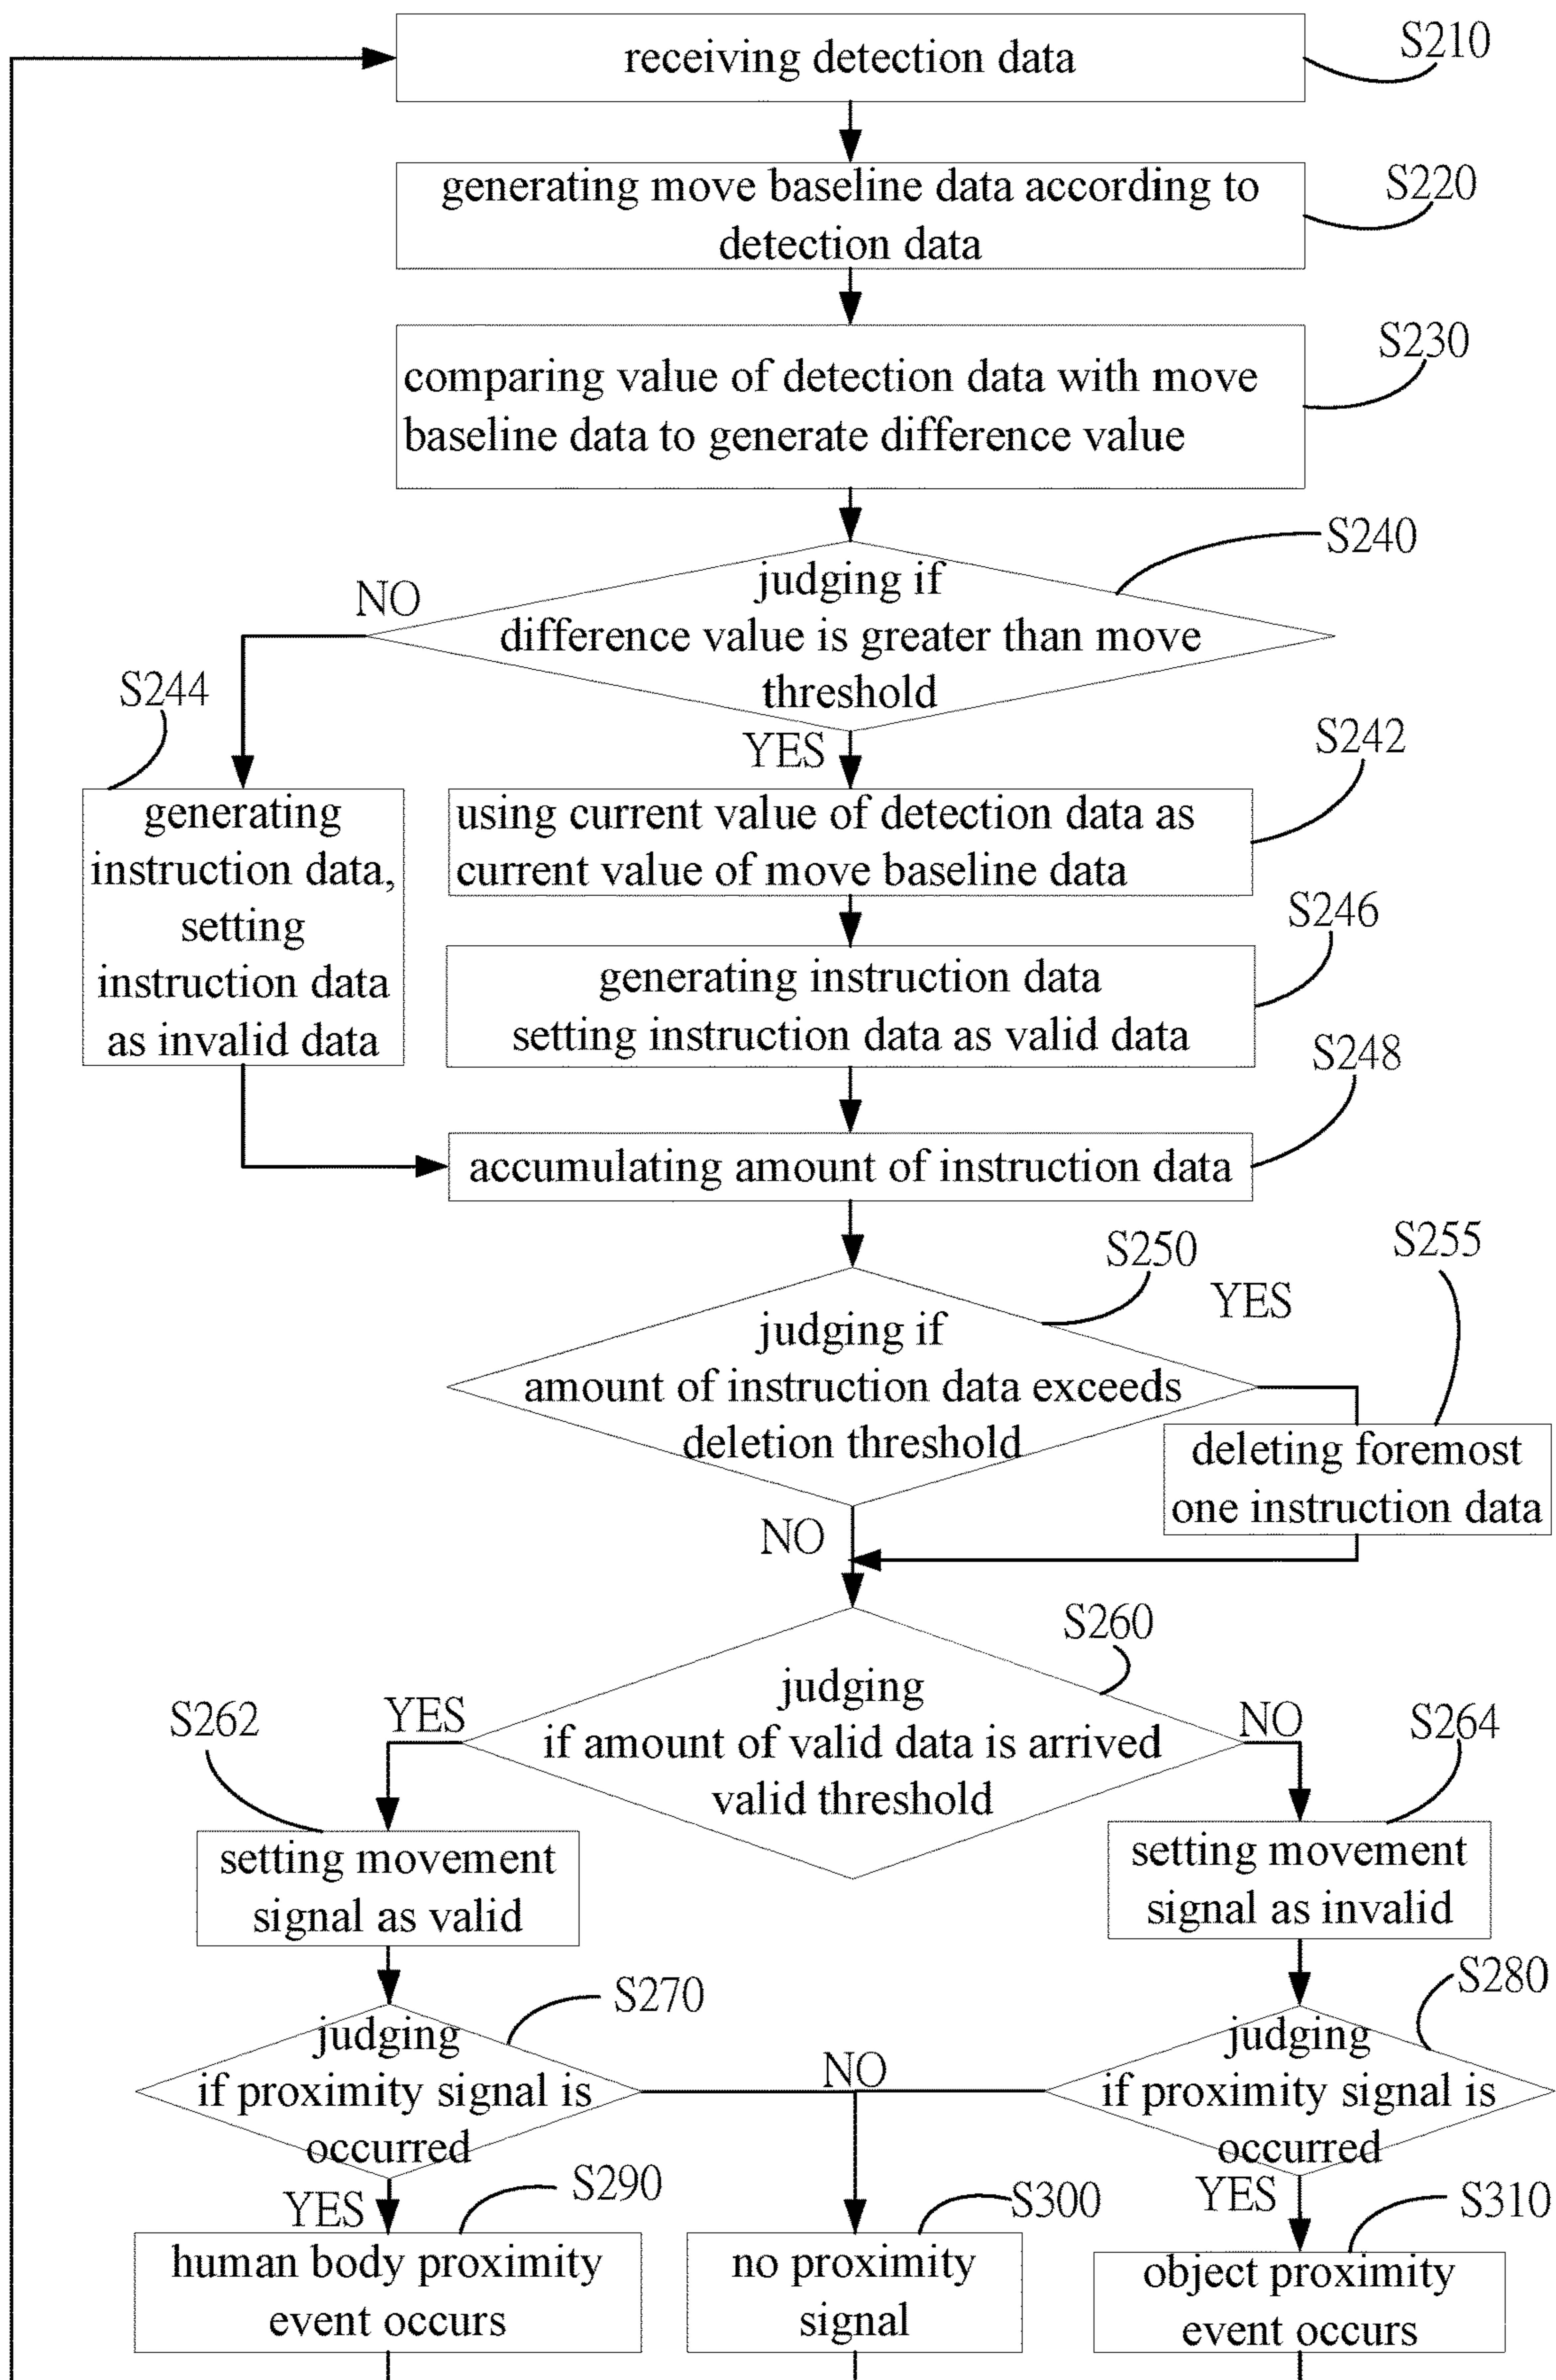 receiving detection data
S210
generating move baseline data according to
detection data
S220
comparing value of detection data with move
baseline data to generate difference value
S230
judging if
difference value is greater than move
threshold
S240
NO
YES
S244
generating
instruction data,
setting
instruction data
as invalid data
using current value of detection data as
current value of move baseline data
S242
generating instruction data
setting instruction data as valid data
S246
accumulating amount of instruction data
S248
judging if
amount of instruction data exceeds
deletion threshold
S250
YES
S255
deleting foremost
one instruction data
NO
judging
if amount of valid data is arrived
valid threshold
S260
YES
NO
S262
setting movement
signal as valid
S264
setting movement
signal as invalid
judging
if proximity signal is
occurred
S270
NO
judging
if proximity signal is
occurred
S280
YES
S290
human body proximity
event occurs
S300
no proximity
signal
YES
S310
object proximity
event occurs